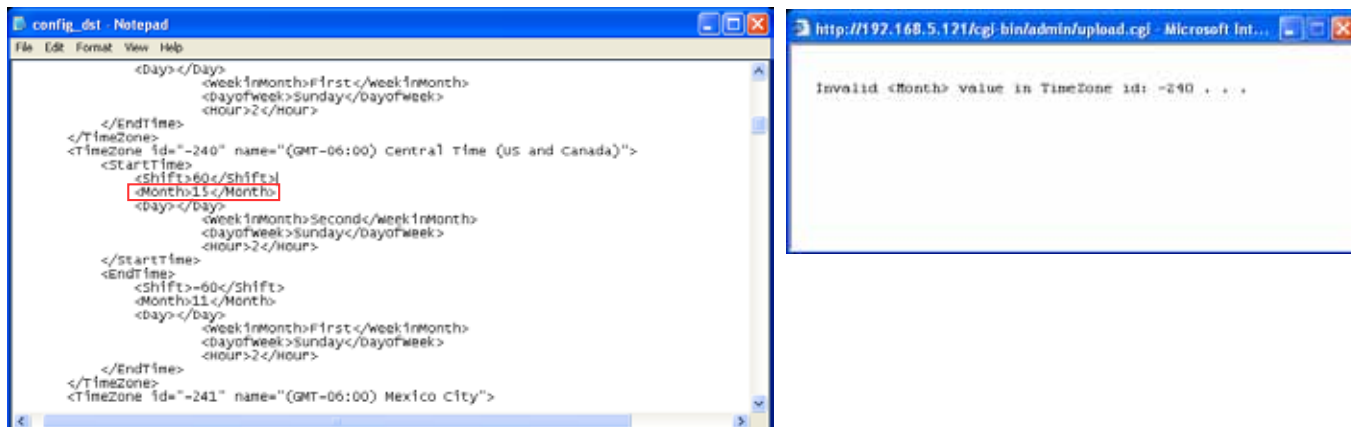 config_dst - Notepad
File Edit Format View Help
<Day></Day>
<WeekinMonth>First</WeekinMonth>
<DayofWeek>Sunday</DayofWeek>
<Hour>2</Hour>
</EndTime>
</TimeZone>
<TimeZone id="-240" name="(GMT-06:00) Central Time (US and Canada)">
<StartTime>
<Shift>60</Shift>
<Month>15</Month>
<Day></Day>
<WeekinMonth>Second</WeekinMonth>
<DayofWeek>Sunday</DayofWeek>
<Hour>2</Hour>
</StartTime>
<EndTime>
<Shift>-60</Shift>
<Month>11</Month>
<Day></Day>
<WeekinMonth>First</WeekinMonth>
<DayofWeek>Sunday</DayofWeek>
<Hour>2</Hour>
</EndTime>
</TimeZone>
<TimeZone id="-241" name="(GMT-06:00) Mexico City">
http://192.168.5.121/cgi-bin/admin/upload.cgi - Microsoft Int...
Invalid <Month> value in TimeZone id: -240 . . .